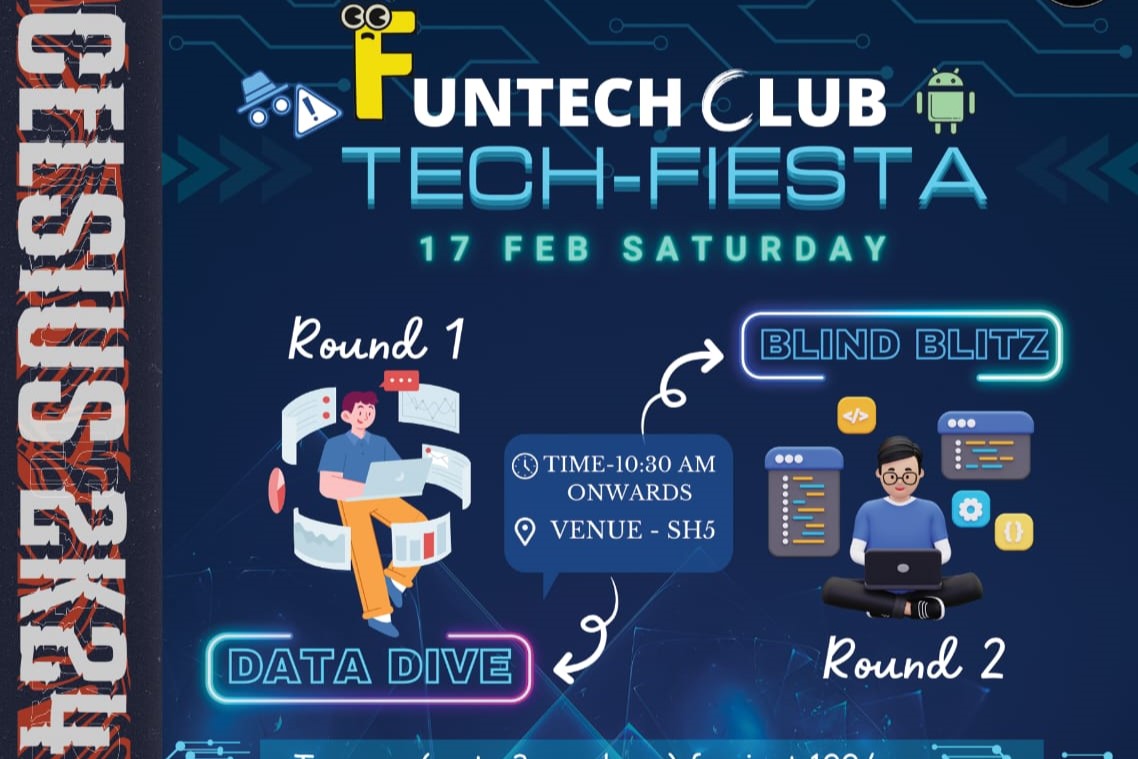 CELSIUS2K24
FUNTECH CLUB
TECH-FIESTA
17 FEB SATURDAY
Round 1
BLIND BLITZ
</>
TIME-10:30 AM
ONWARDS
VENUE - SH5
{}
DATA DIVE
Round 2